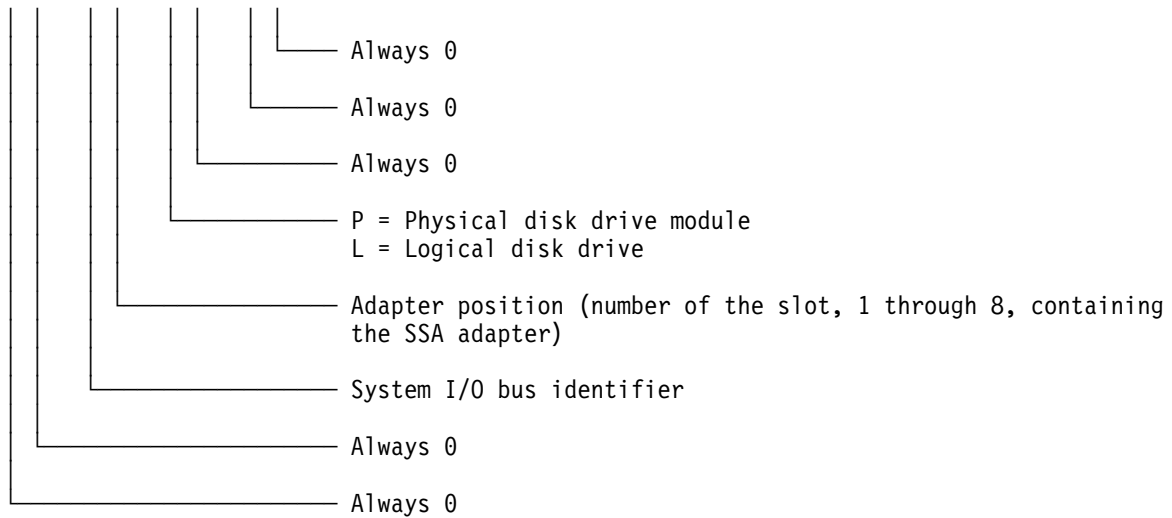 Always 0
Always 0
Always 0
P = Physical disk drive module
L = Logical disk drive
Adapter position (number of the slot, 1 through 8, containing
the SSA adapter)
System I/O bus identifier
Always 0
Always 0